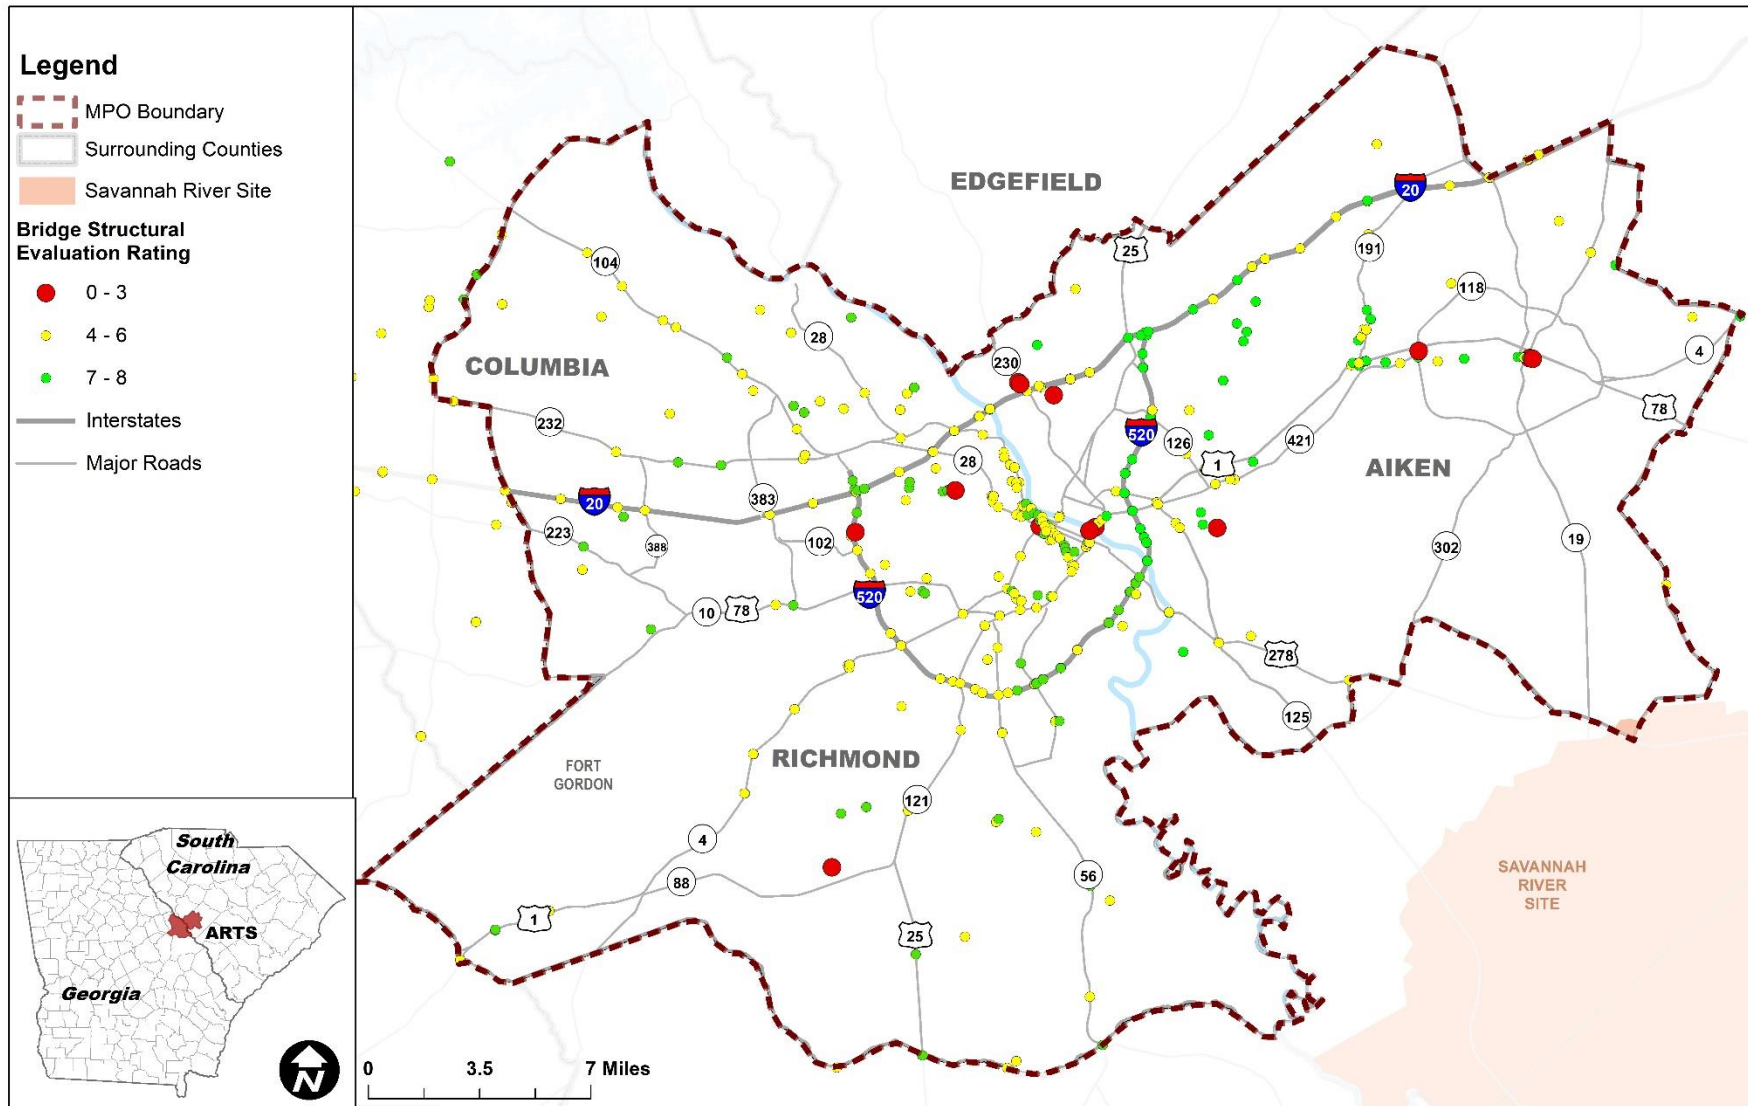 Legend
MPO Boundary
Surrounding Counties
Savannah River Site
Bridge Structural
Evaluation Rating
0 - 3
4 - 6
7 - 8
Interstates
Major Roads
EDGEFIELD
20
25
191
104
118
28
230
4
COLUMBIA
78
232
520
126
421
1
28
AIKEN
383
20
223
102
388
302
19
520
10
78
278
125
RICHMOND
FORT
GORDON
121
4
88
56
SAVANNAH
RIVER
SITE
1
25
South
Carolina
ARTS
Georgia
N
0
3.5
7 Miles